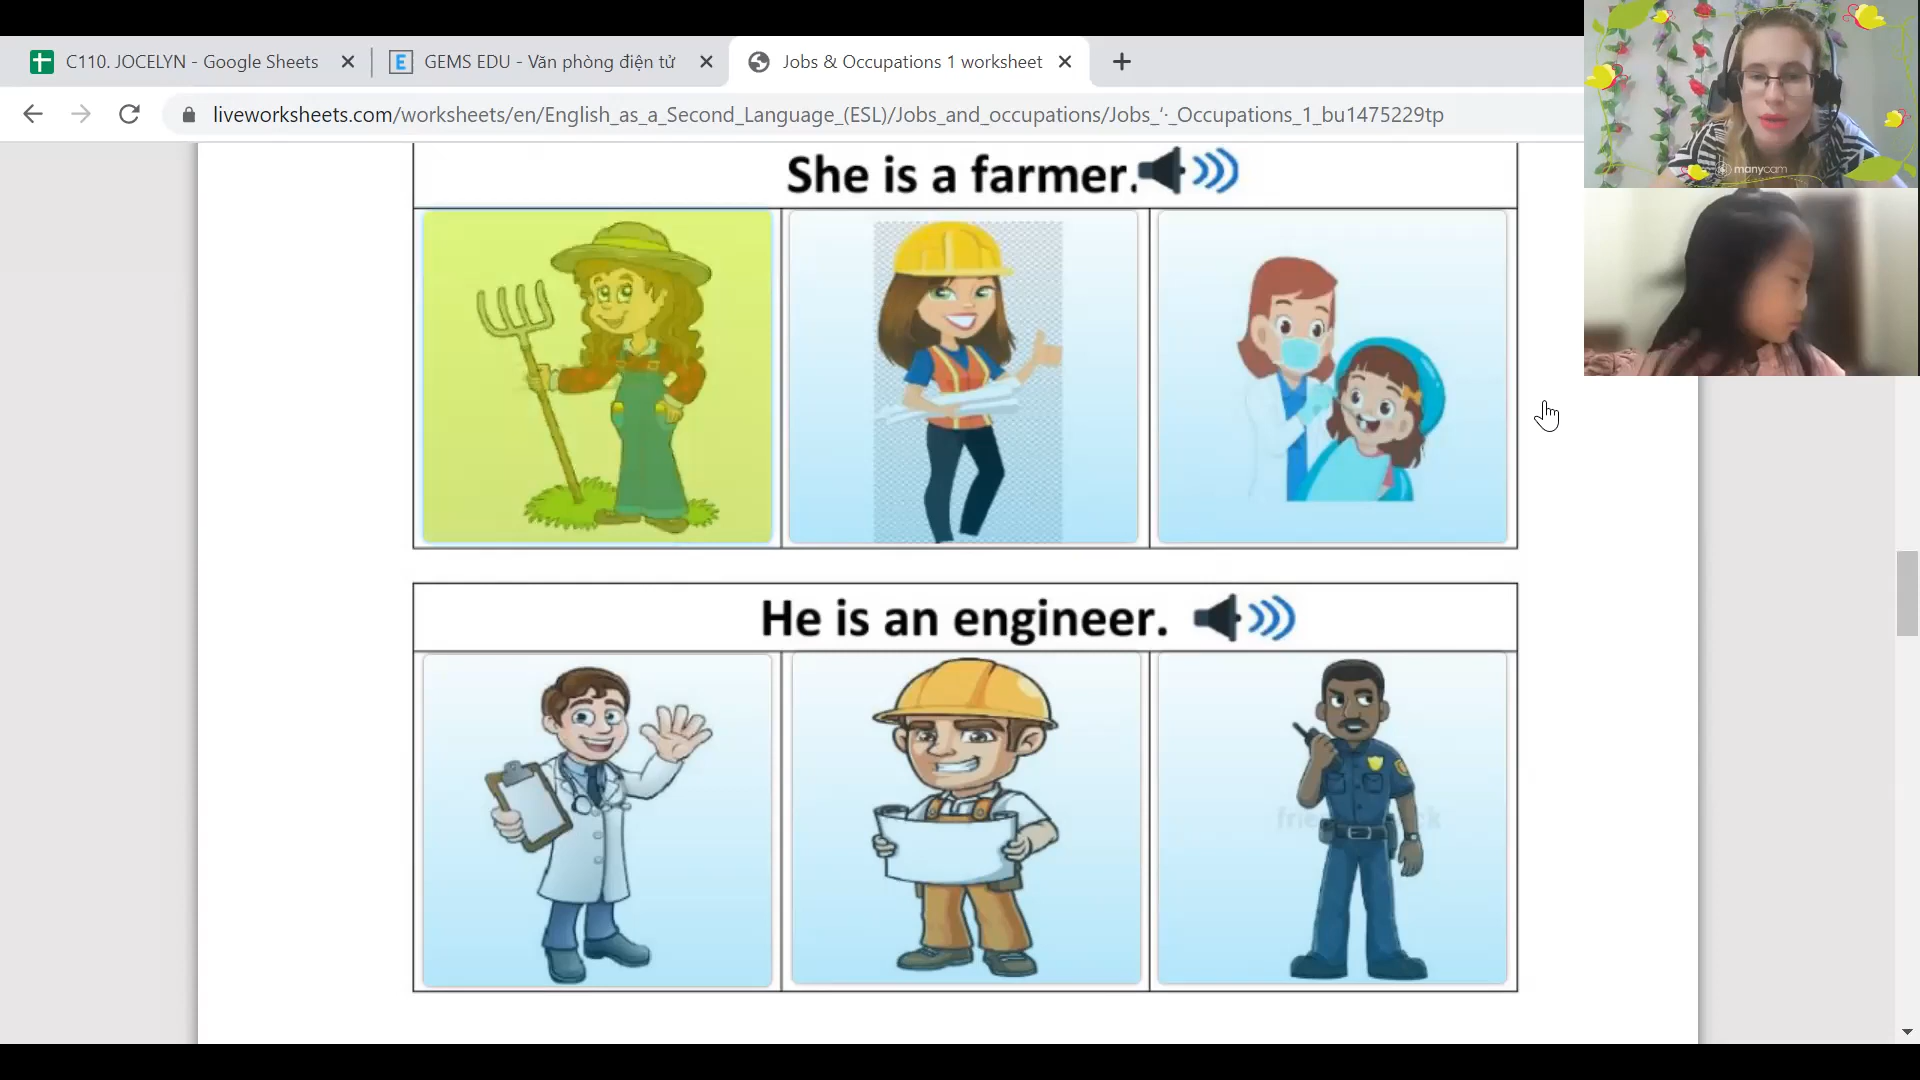 C110. JOCELYN - Google Sheets
GEMS EDU - Văn phòng điện tử
Jobs & Occupations 1 worksheet
liveworksheets.com/worksheets/en/English_as_a_Second_Language_(ESL)/Jobs_and_occupations/Jobs_‘·_Occupations_1_bu1475229tp
manycam
She is a farmer.
He is an engineer.